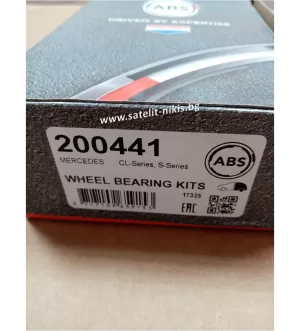 ABS
DRIVEN BY EXPERTISE
www.satelit-nikis.bg
200441
MERCEDES CL-Series, S-Series
ABS
WHEEL BEARING KITS
17325
EAC